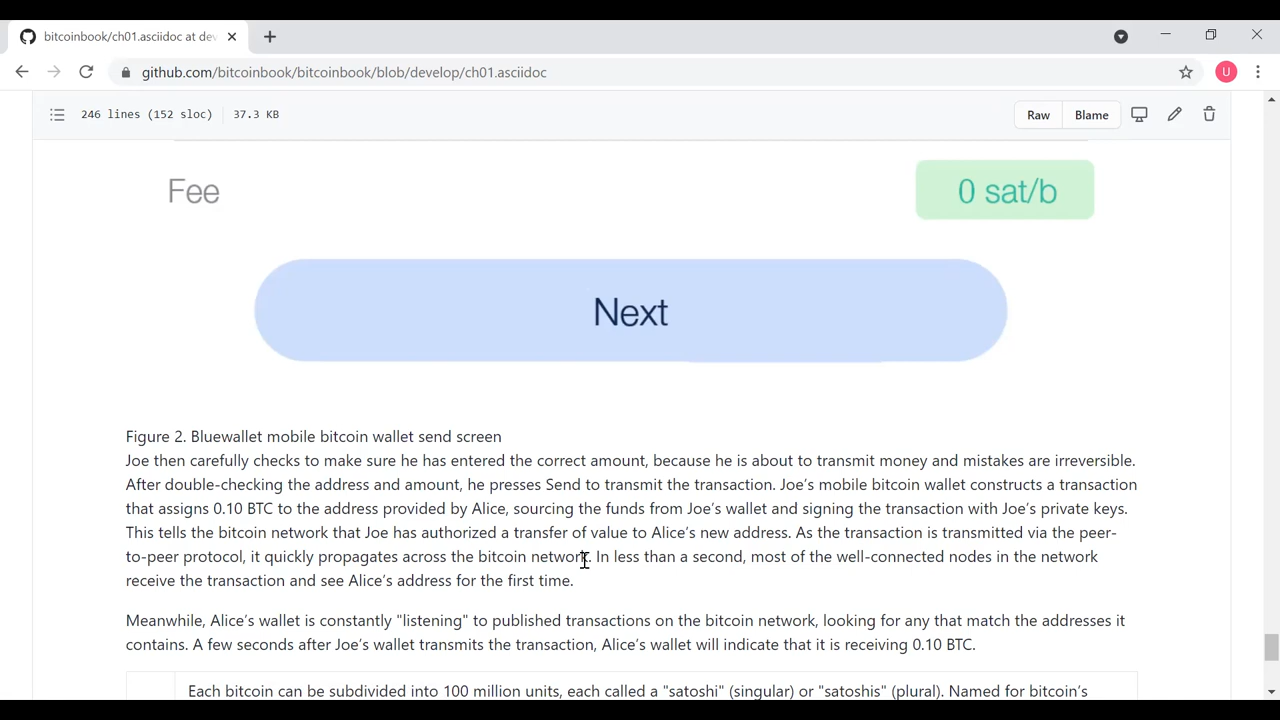 bitcoinbook/ch01.asciidoc at dev
github.com/bitcoinbook/bitcoinbook/blob/develop/ch01.asciidoc
U
246 lines (152 sloc) 37.3 KB
Raw Blame
Fee 0 sat/b
Next
Figure 2. Bluewallet mobile bitcoin wallet send screen
Joe then carefully checks to make sure he has entered the correct amount, because he is about to transmit money and mistakes are irreversible.
After double-checking the address and amount, he presses Send to transmit the transaction. Joe’s mobile bitcoin wallet constructs a transaction
that assigns 0.10 BTC to the address provided by Alice, sourcing the funds from Joe’s wallet and signing the transaction with Joe’s private keys.
This tells the bitcoin network that Joe has authorized a transfer of value to Alice’s new address. As the transaction is transmitted via the peer-
to-peer protocol, it quickly propagates across the bitcoin network. In less than a second, most of the well-connected nodes in the network
receive the transaction and see Alice’s address for the first time.
Meanwhile, Alice’s wallet is constantly "listening" to published transactions on the bitcoin network, looking for any that match the addresses it
contains. A few seconds after Joe’s wallet transmits the transaction, Alice’s wallet will indicate that it is receiving 0.10 BTC.
Each bitcoin can be subdivided into 100 million units, each called a "satoshi" (singular) or "satoshis" (plural). Named for bitcoin’s